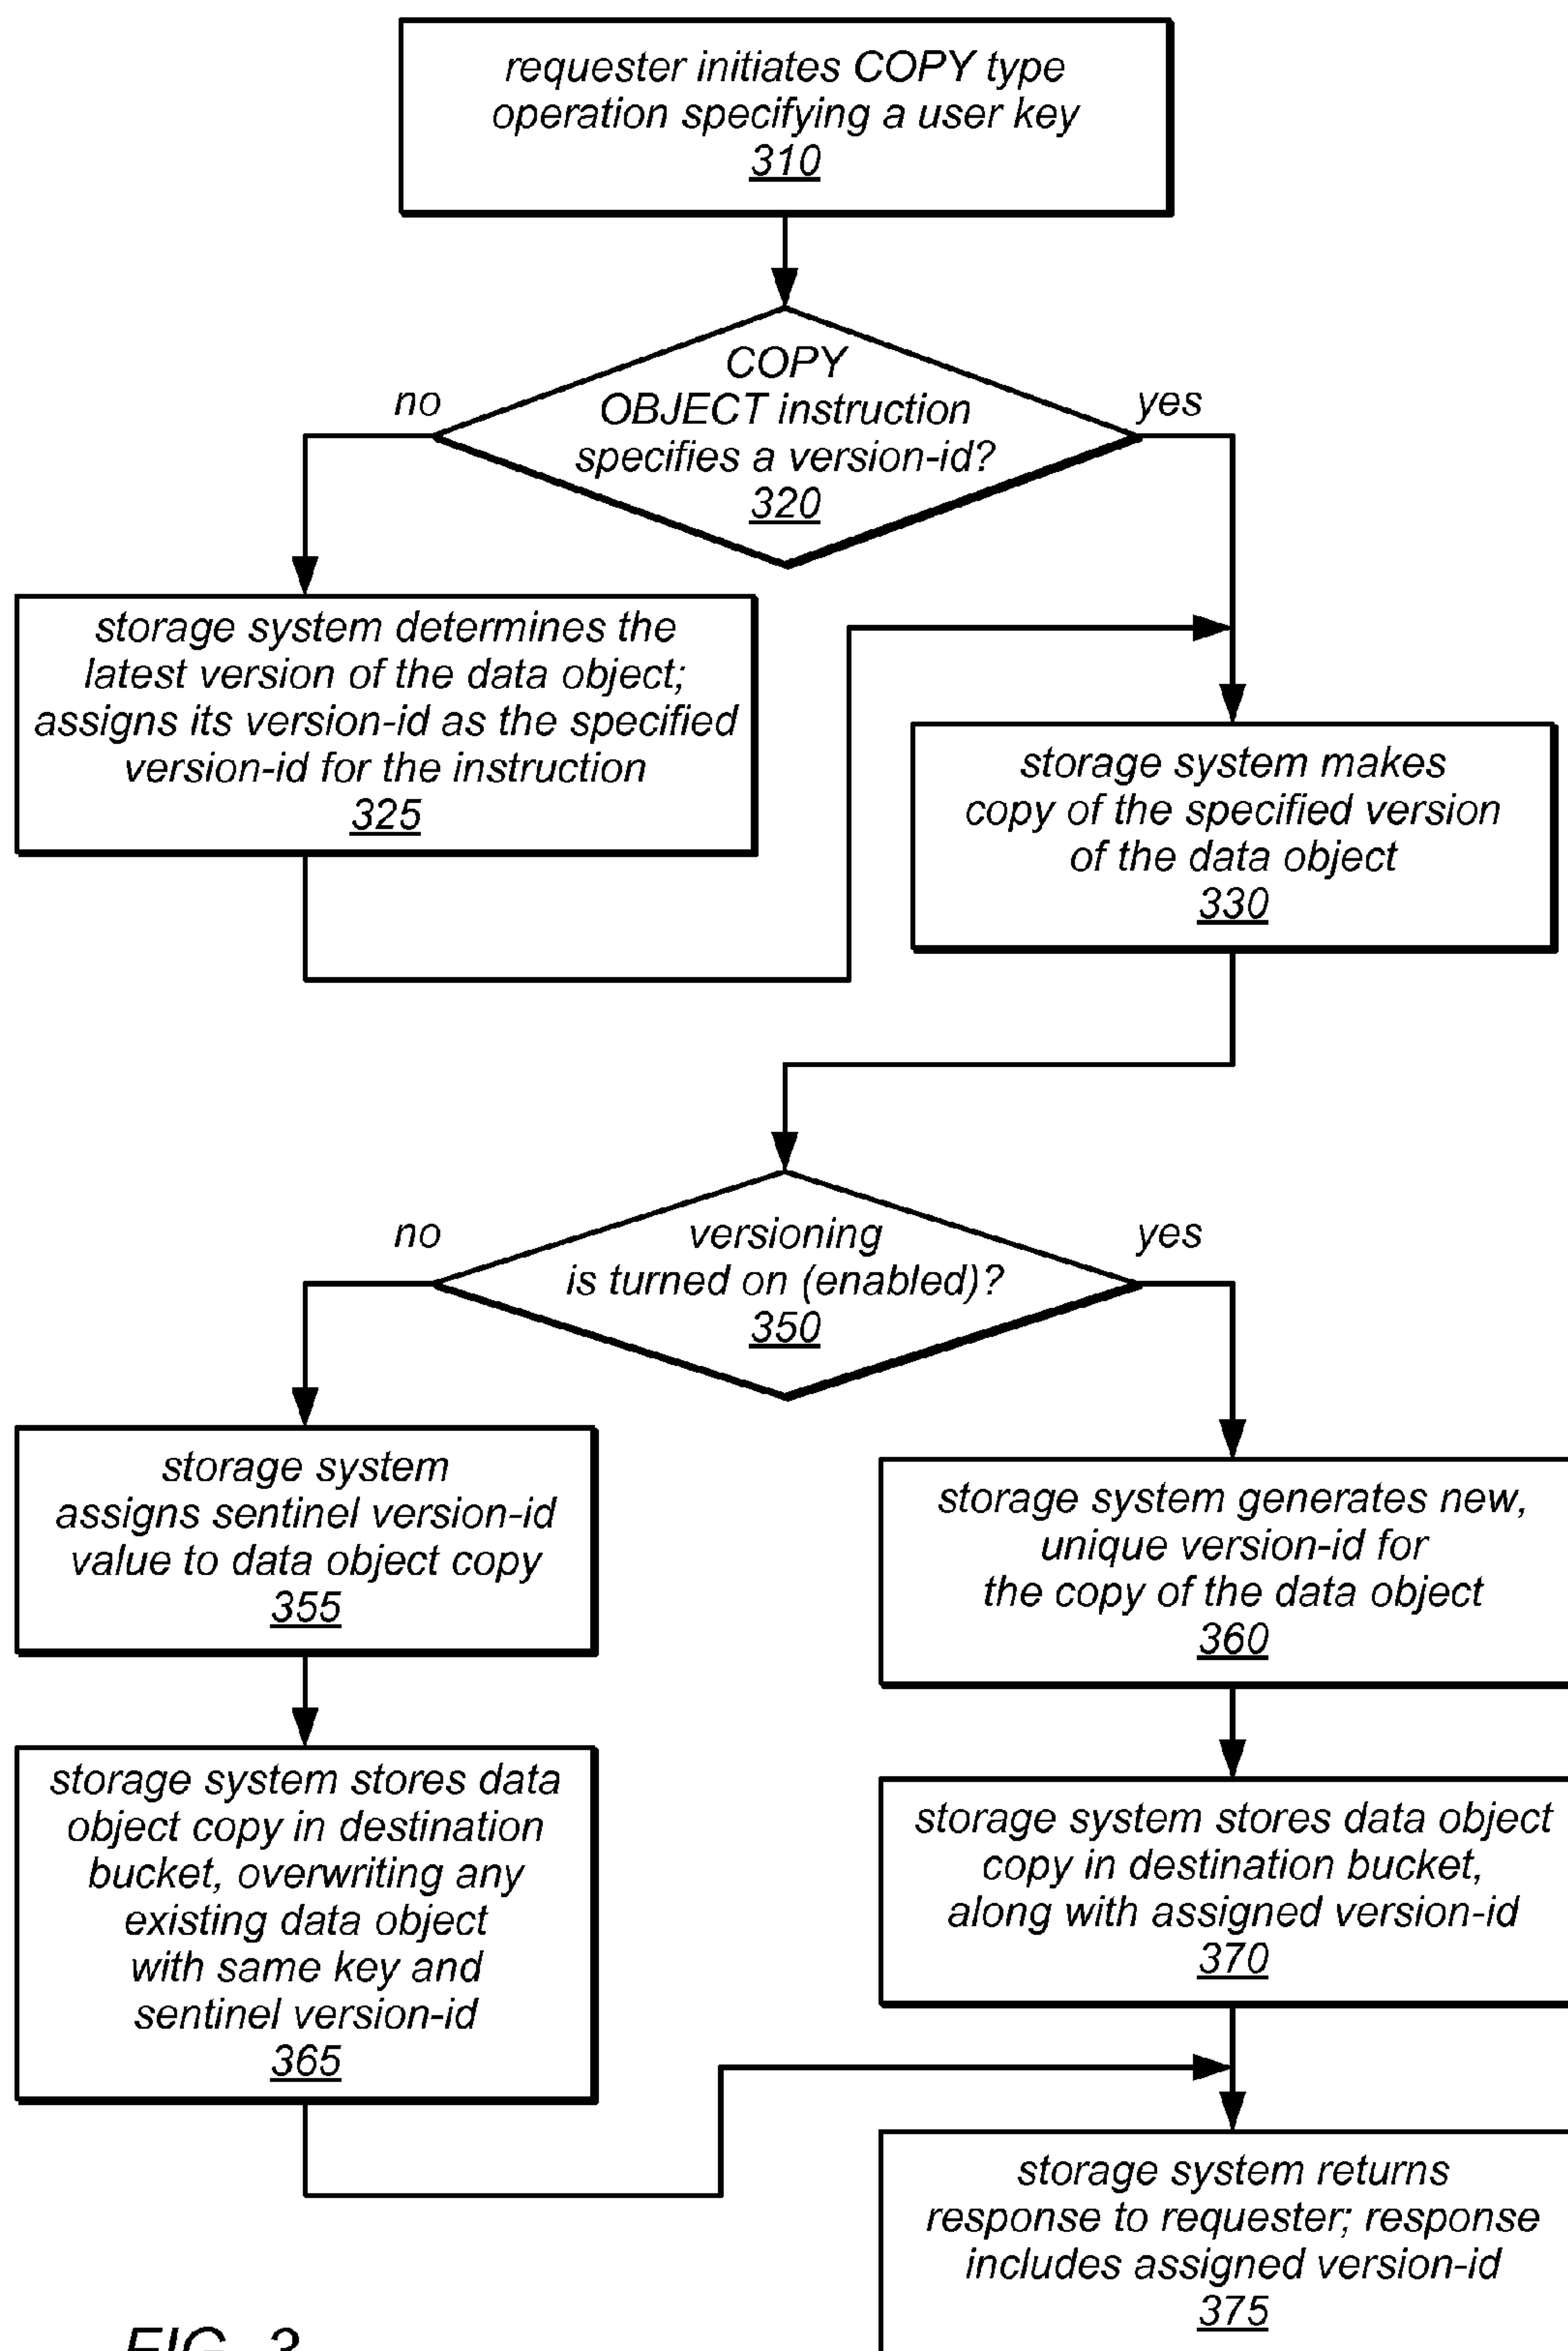 requester initiates COPY type
operation specifying a user key
310
COPY
OBJECT instruction
specifies a version-id?
320
no
yes
storage system determines the
latest version of the data object;
assigns its version-id as the specified
version-id for the instruction
325
storage system makes
copy of the specified version
of the data object
330
versioning
is turned on (enabled)?
350
no
yes
storage system
assigns sentinel version-id
value to data object copy
355
storage system generates new,
unique version-id for
the copy of the data object
360
storage system stores data
object copy in destination
bucket, overwriting any
existing data object
with same key and
sentinel version-id
365
storage system stores data object
copy in destination bucket,
along with assigned version-id
370
storage system returns
response to requester; response
includes assigned version-id
375
FIG. 3